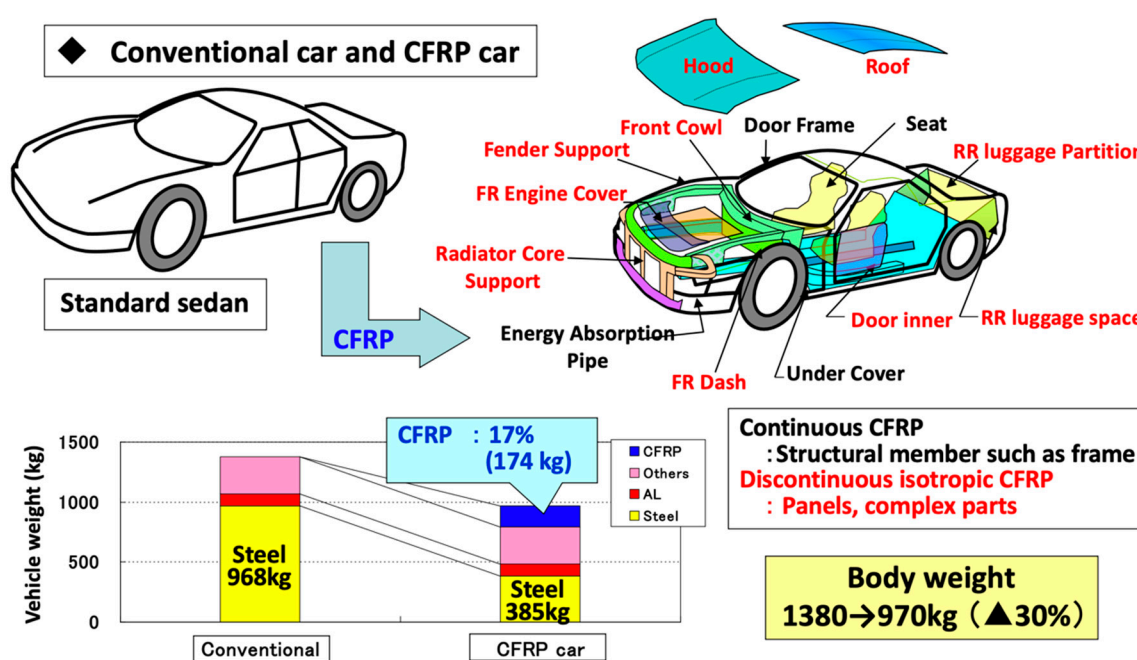 ◆ Conventional car and CFRP car
Hood
Roof
Front Cowl
Door Frame
Seat
Fender Support
RR luggage Partition
FR Engine Cover
Radiator Core
Support
Standard sedan
CFRP
Energy Absorption
Pipe
FR Dash
Under Cover
Door inner
RR luggage space
CFRP : 17%
(174 kg)
CFRP
Others
AL
Steel
Vehicle weight (kg)
1500
1000
500
0
Steel
968kg
Steel
385kg
Conventional
CFRP car
Continuous CFRP
:Structural member such as frame
Discontinuous isotropic CFRP
: Panels, complex parts
Body weight
1380→970kg (▲30%)